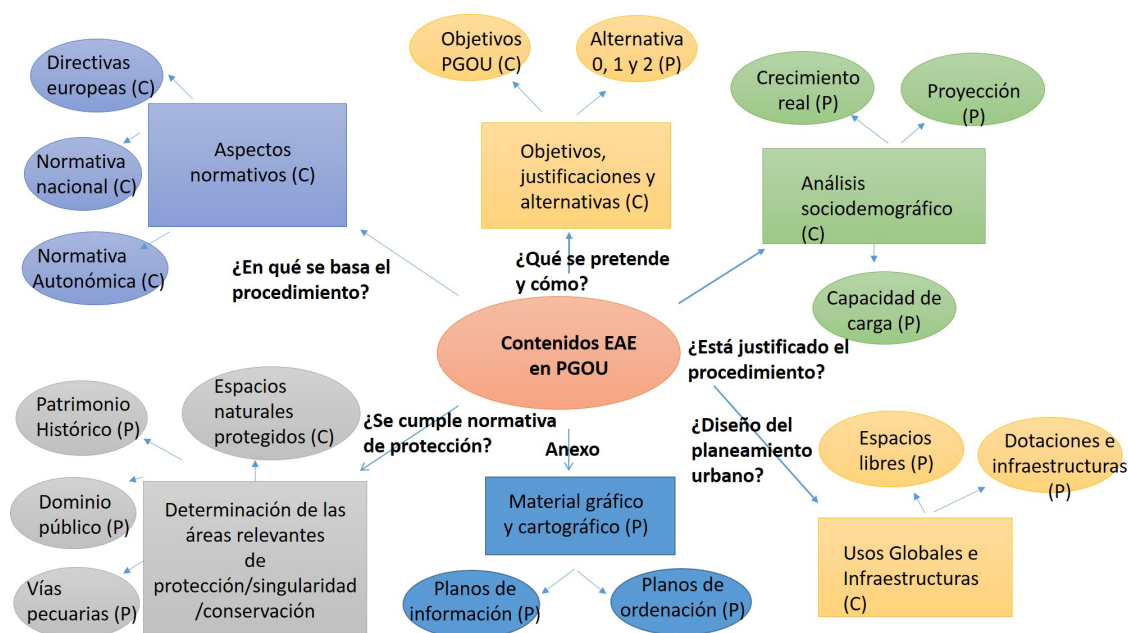 Directivas
europeas (C)
Normativa
nacional (C)
Normativa
Autonómica (C)
Aspectos
normativos (C)
¿En qué se basa el
procedimiento?
Objetivos
PGOU (C)
Alternativa
0, 1 y 2 (P)
Objetivos,
justificaciones y
alternativas (C)
¿Qué se pretende
y cómo?
Crecimiento
real (P)
Proyección
(P)
Análisis
sociodemográfico
(C)
Capacidad de
carga (P)
¿Está justificado el
procedimiento?
Contenidos EAE
en PGOU
Patrimonio
Histórico (P)
Espacios
naturales
protegidos (C)
¿Se cumple normativa
de protección?
Dominio
público (P)
Vías
pecuarias (P)
Determinación de las
áreas relevantes
de
protección/singularidad
/conservación
Anexo
Material gráfico
y cartográfico (P)
Planos de
información (P)
Planos de
ordenación (P)
¿Diseño del
planeamiento
urbano?
Espacios
libres (P)
Dotaciones e
infraestructuras
(P)
Usos Globales e
Infraestructuras
(C)